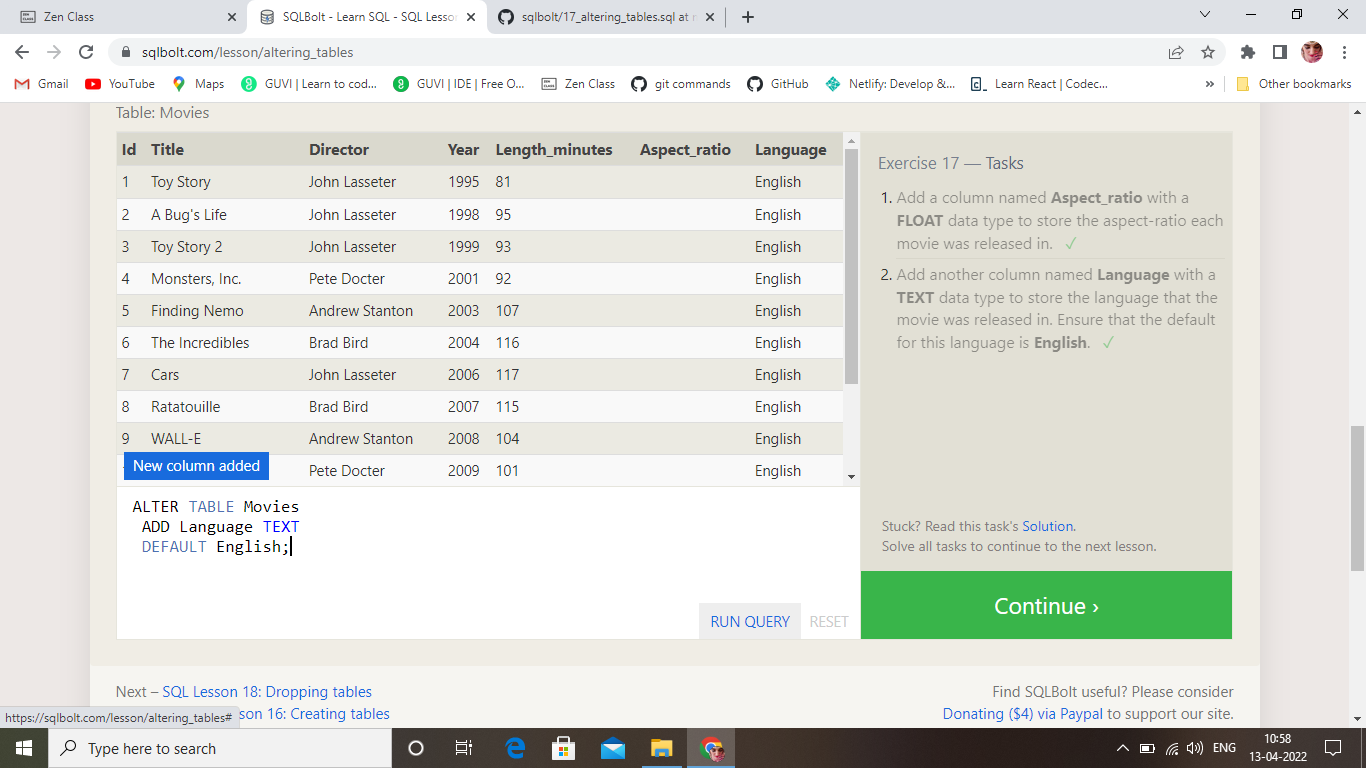 Zen Class
SQLBolt - Learn SQL - SQL Lesson
sqlbolt/17_altering_tables.sql at r
sqlbolt.com/lesson/altering_tables
Gmail YouTube Maps GUVI | Learn to cod... GUVI | IDE | Free O... Zen Class git commands GitHub Netlify: Develop &... Learn React | Codec... » Other bookmarks
Table: Movies
Id Title Director Year Length_minutes Aspect_ratio Language
1 Toy Story John Lasseter 1995 81 English
2 A Bug's Life John Lasseter 1998 95 English
3 Toy Story 2 John Lasseter 1999 93 English
4 Monsters, Inc. Pete Docter 2001 92 English
5 Finding Nemo Andrew Stanton 2003 107 English
6 The Incredibles Brad Bird 2004 116 English
7 Cars John Lasseter 2006 117 English
8 Ratatouille Brad Bird 2007 115 English
9 WALL-E Andrew Stanton 2008 104 English
Pete Docter 2009 101 English
New column added
ALTER TABLE Movies
ADD Language TEXT
DEFAULT English;
RUN QUERY RESET
Exercise 17 — Tasks
1. Add a column named Aspect_ratio with a
FLOAT data type to store the aspect-ratio each
movie was released in. ✓
2. Add another column named Language with a
TEXT data type to store the language that the
movie was released in. Ensure that the default
for this language is English. ✓
Stuck? Read this task's Solution.
Solve all tasks to continue to the next lesson.
Continue ›
Next – SQL Lesson 18: Dropping tables
sson 16: Creating tables
Find SQLBolt useful? Please consider
Donating ($4) via Paypal to support our site.
https://sqlbolt.com/lesson/altering_tables#
Type here to search
ENG
10:58
13-04-2022